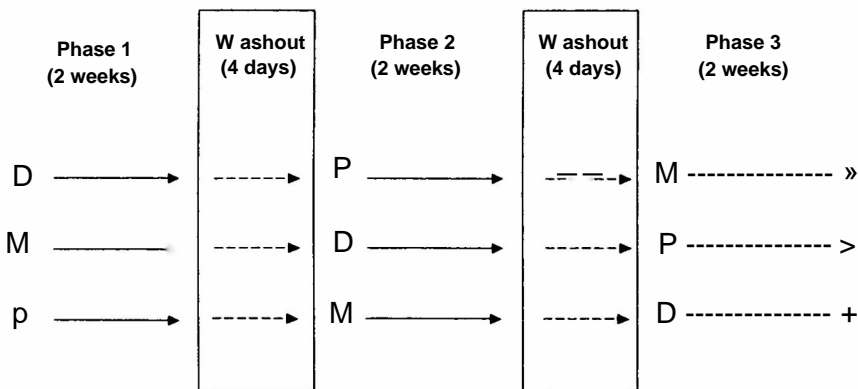 Phase 1
(2 weeks)
W ashout
(4 days)
Phase 2
(2 weeks)
W ashout
(4 days)
Phase 3
(2 weeks)
D P M ---------------- »
M D P ---------------- >
p M D ---------------- +